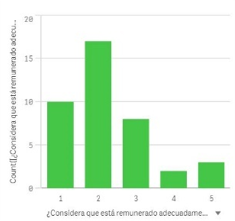 Count([¿Considera que está remunerado adecu...
20
15
10
5
0
1 2 3 4 5
¿Considera que está remunerado adecuadame...